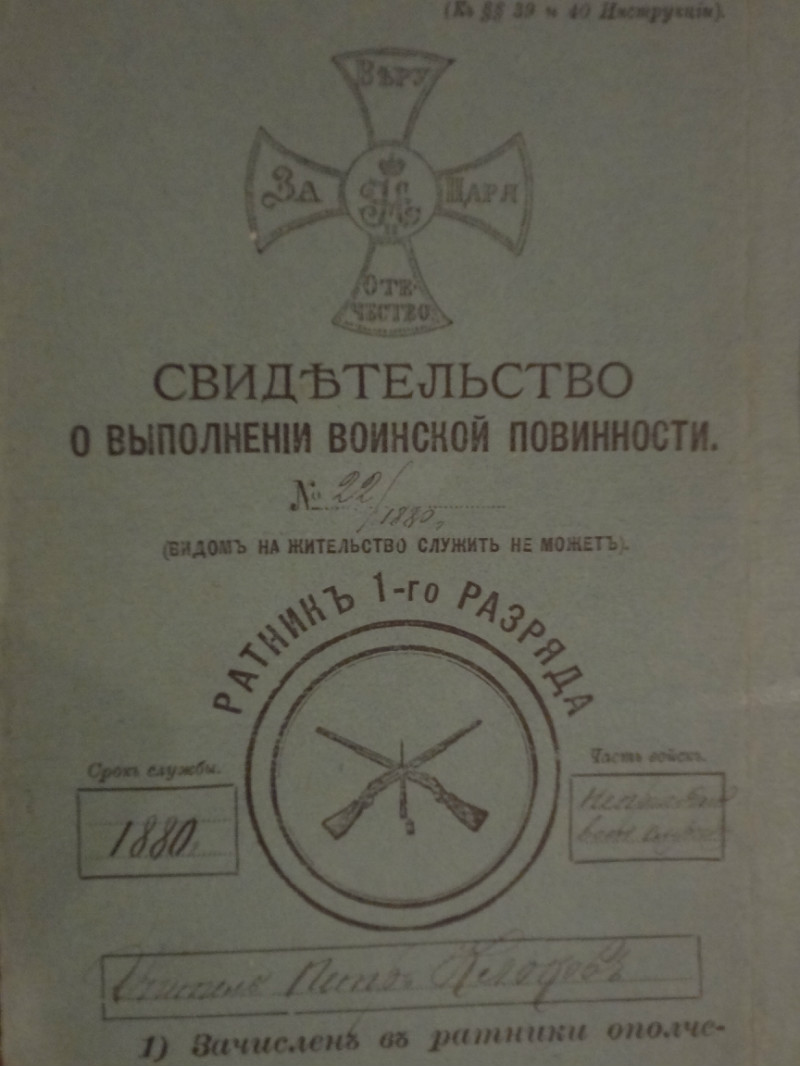 (Къ §§ 39 и 40 Инструкціи).
ВѢРУ
ЗА
ЦАРЯ
ОТЕ-
ЧЕСТВО
СВИДѢТЕЛЬСТВО
О ВЫПОЛНЕНІИ ВОИНСКОЙ ПОВИННОСТИ.
№ 22/1880.
(ВИДОМЪ НА ЖИТЕЛЬСТВО СЛУЖИТЬ НЕ МОЖЕТЪ).
РАТНИКЪ 1-го РАЗРЯДА
Срокъ службы.
Часть войскъ.
1880.
1) Зачисленъ въ ратники ополче-